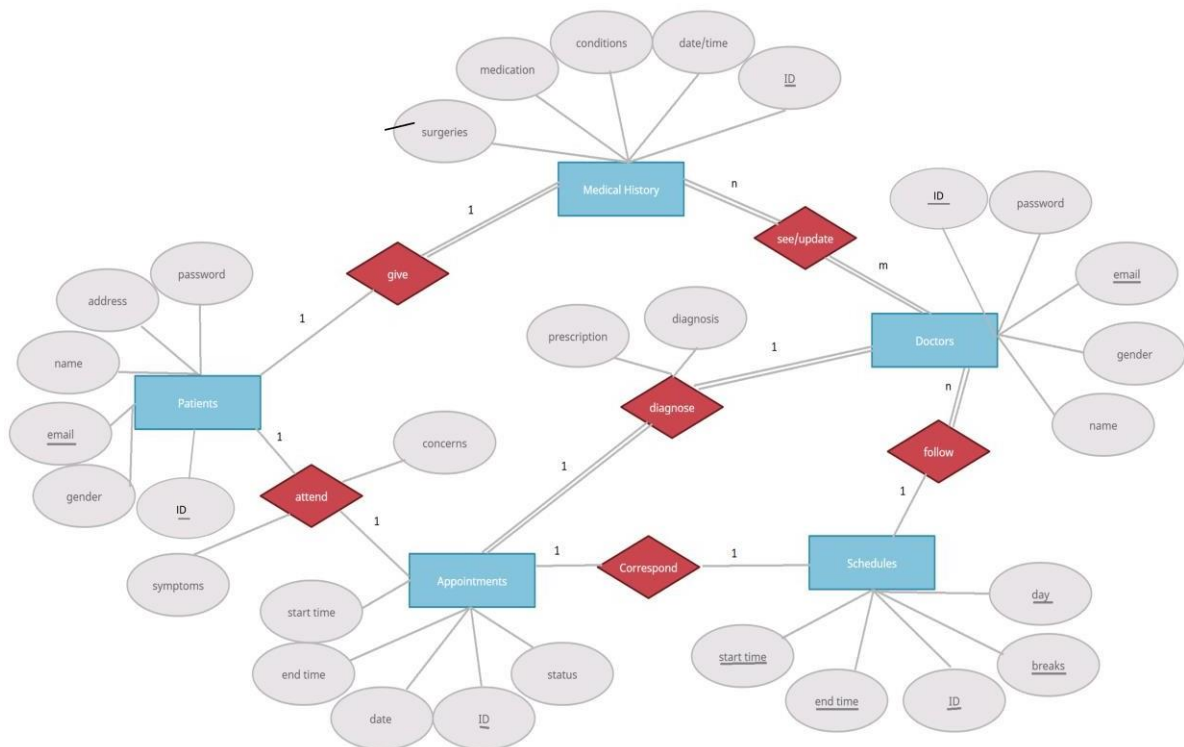 conditions
date/time
medication
ID
surgeries
Medical History
n
ID
password
1
see/update
m
give
password
email
address
diagnosis
prescription
1
Doctors
1
gender
name
n
Patients
diagnose
name
email
1
concerns
follow
gender
ID
attend
1
1
1
symptoms
1
Correspond
1
Schedules
Appointments
start time
day
start time
breaks
end time
status
end time
ID
date
ID